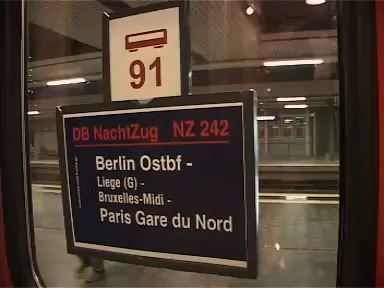 91
DB NachtZug NZ 242
Berlin Ostbf -
Liege (G) -
Bruxelles-Midi -
Paris Gare du Nord